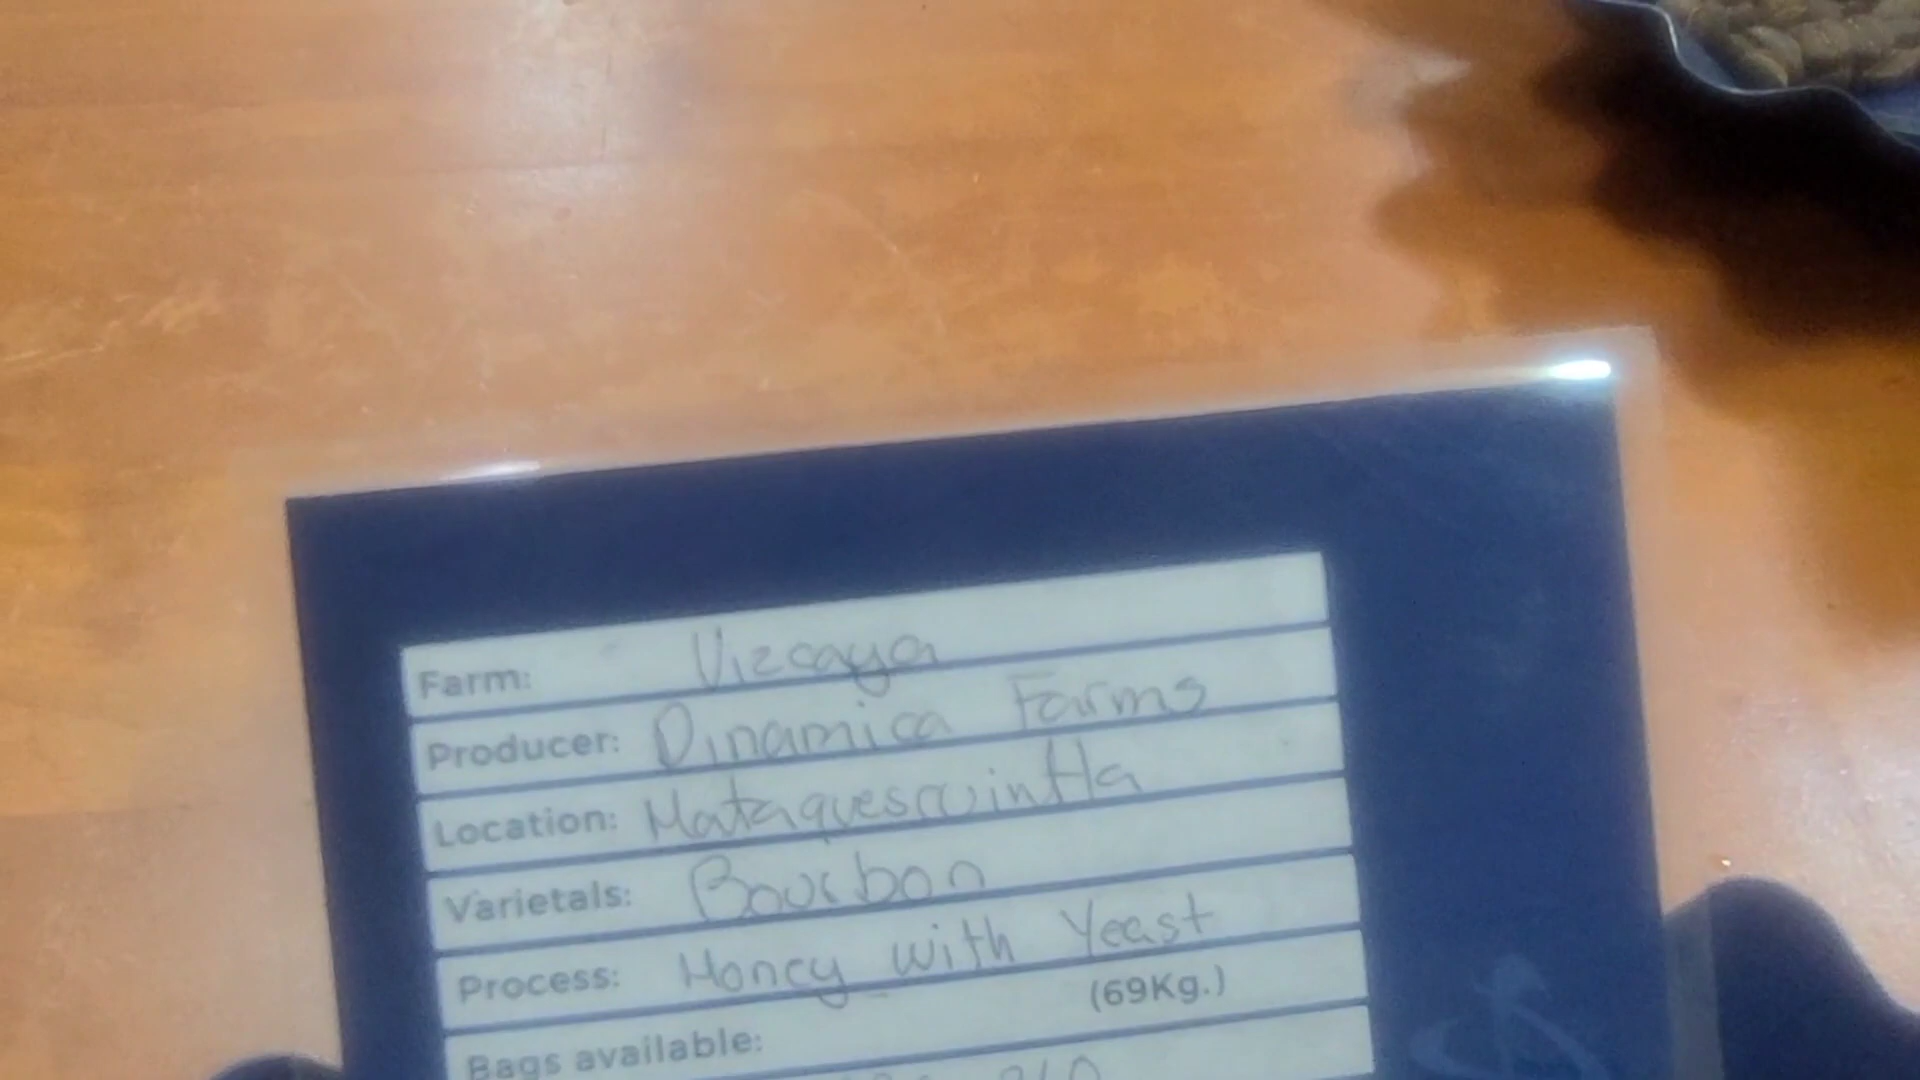 Farm: Vizcaya
Producer: Dinamica Farms
Location: Mataquescuintla
Varietals: Bourbon
Process: Honey with Yeast
(69Kg.)
Bags available: